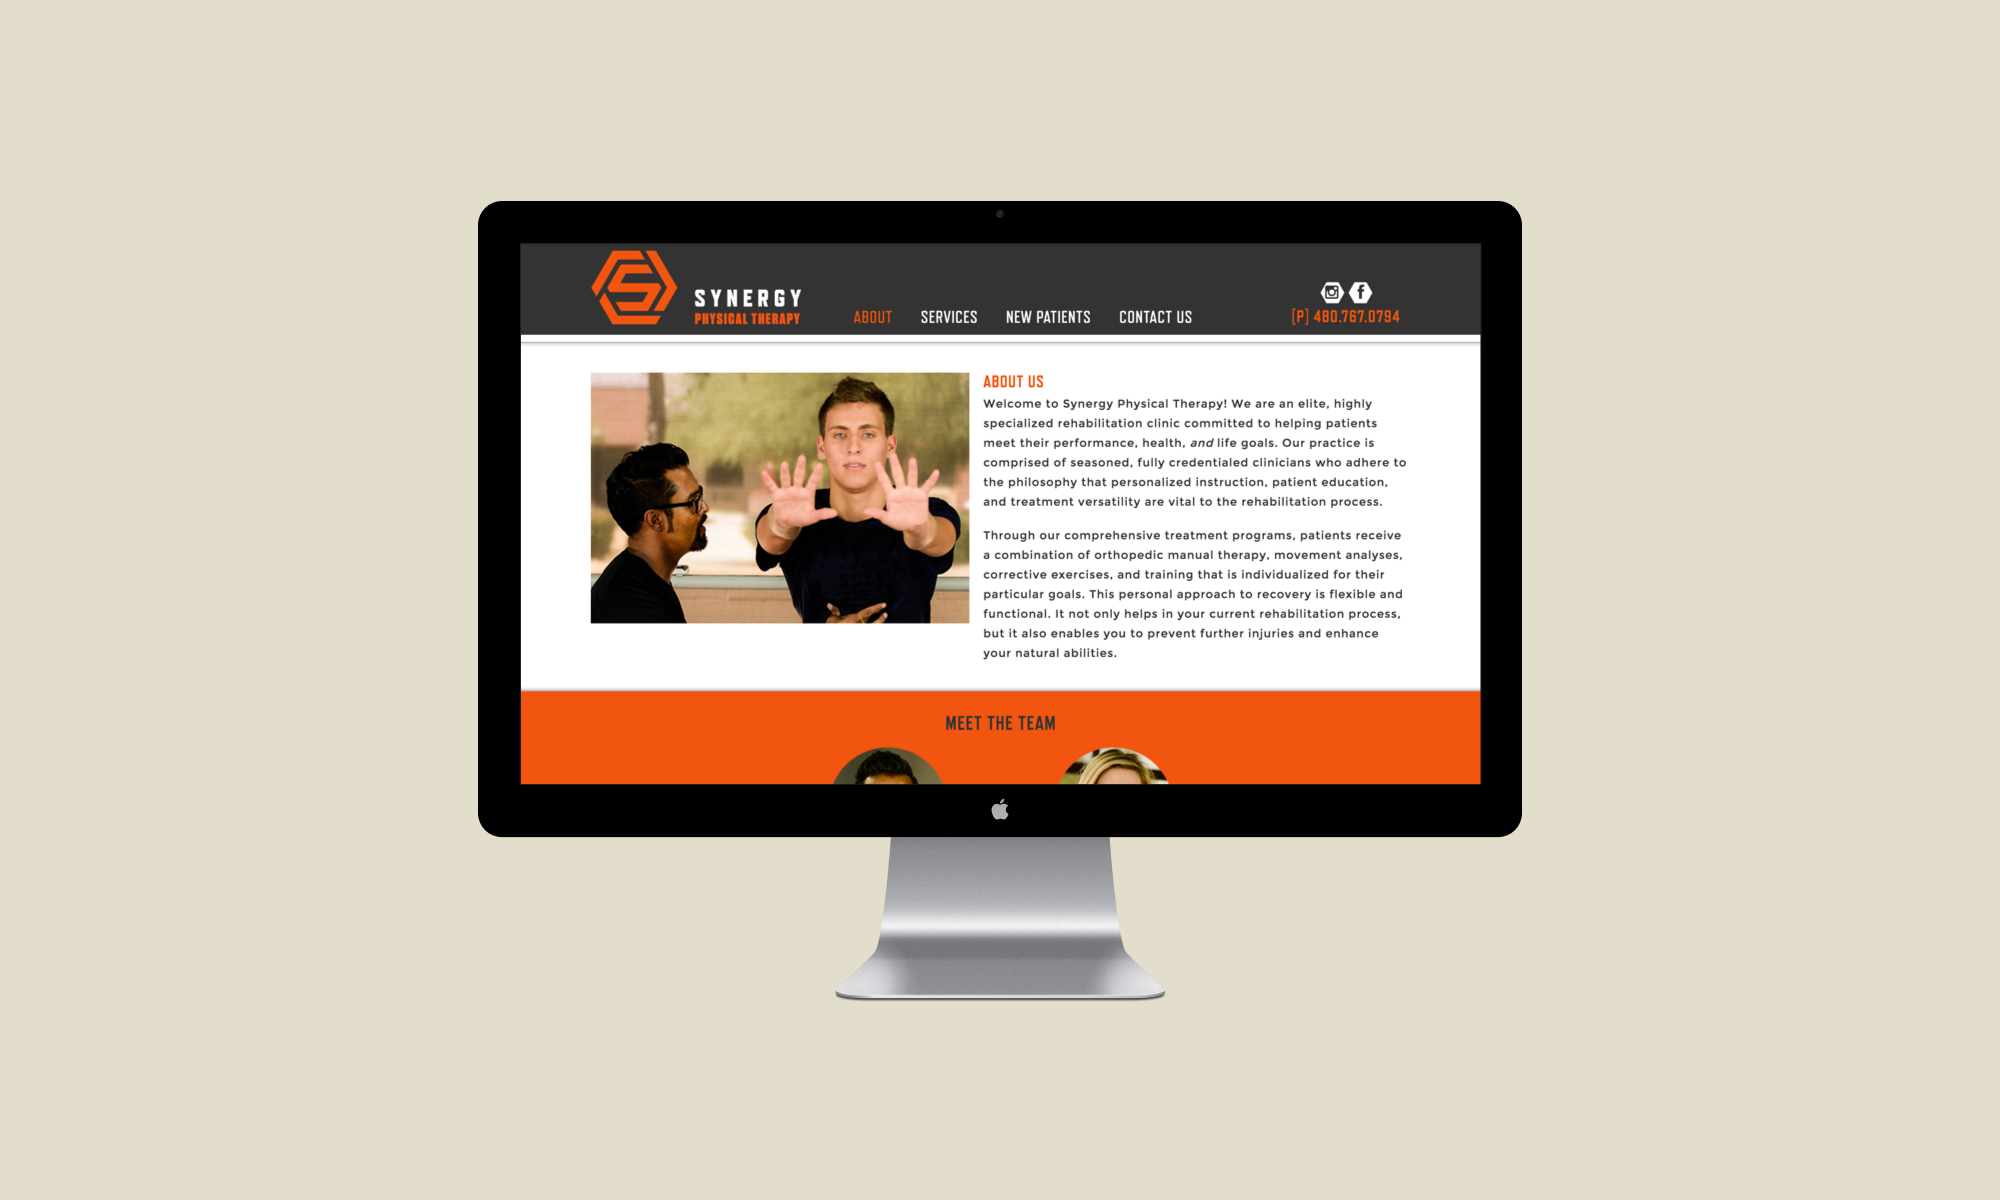 SYNERGY
PHYSICAL THERAPY
ABOUT SERVICES NEW PATIENTS CONTACT US
[P] 480.767.0794
ABOUT US
Welcome to Synergy Physical Therapy! We are an elite, highly
specialized rehabilitation clinic committed to helping patients
meet their performance, health, and life goals. Our practice is
comprised of seasoned, fully credentialed clinicians who adhere to
the philosophy that personalized instruction, patient education,
and treatment versatility are vital to the rehabilitation process.
Through our comprehensive treatment programs, patients receive
a combination of orthopedic manual therapy, movement analyses,
corrective exercises, and training that is individualized for their
particular goals. This personal approach to recovery is flexible and
functional. It not only helps in your current rehabilitation process,
but it also enables you to prevent further injuries and enhance
your natural abilities.
MEET THE TEAM